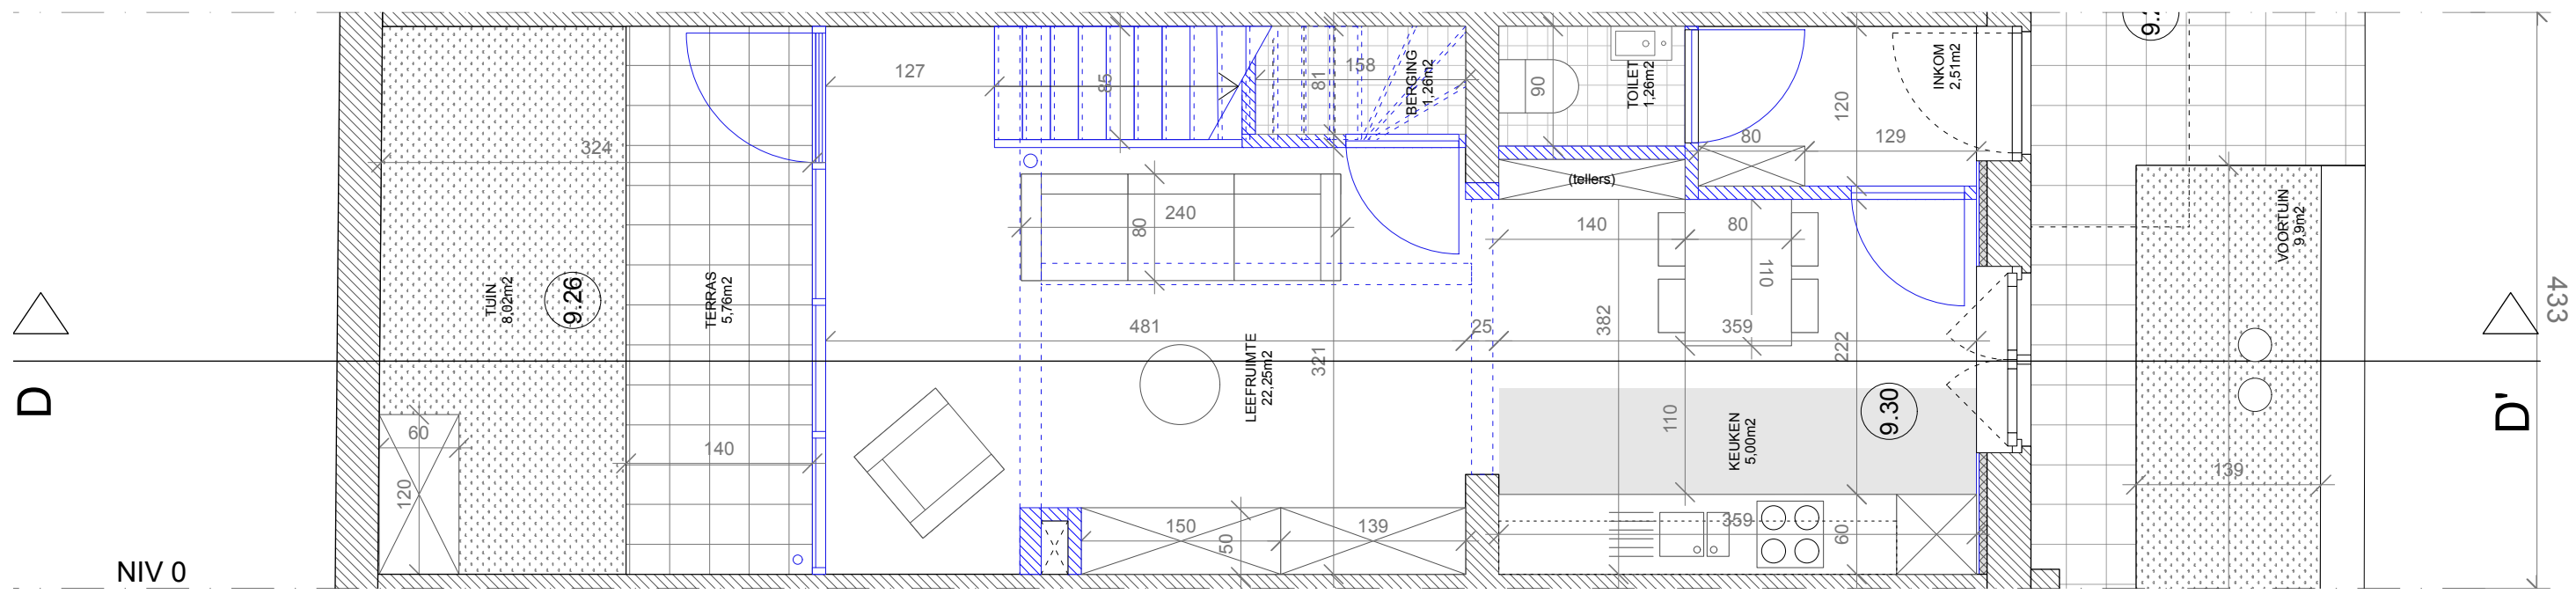 127
85
158
81
BERGING
1,26m2
90
TOILET
1,26m2
INKOM
2,51m2
120
80
129
324
(tellers)
240
80
140
80
110
VOORTUIN
9,9m2
TUIN
8,02m2
9.26
TERRAS
5,76m2
481
25
382
359
222
433
LEEFRUIMTE
22,25m2
321
D
D'
60
120
140
110
KEUKEN
5,00m2
9.30
139
150
50
139
359
60
NIV 0